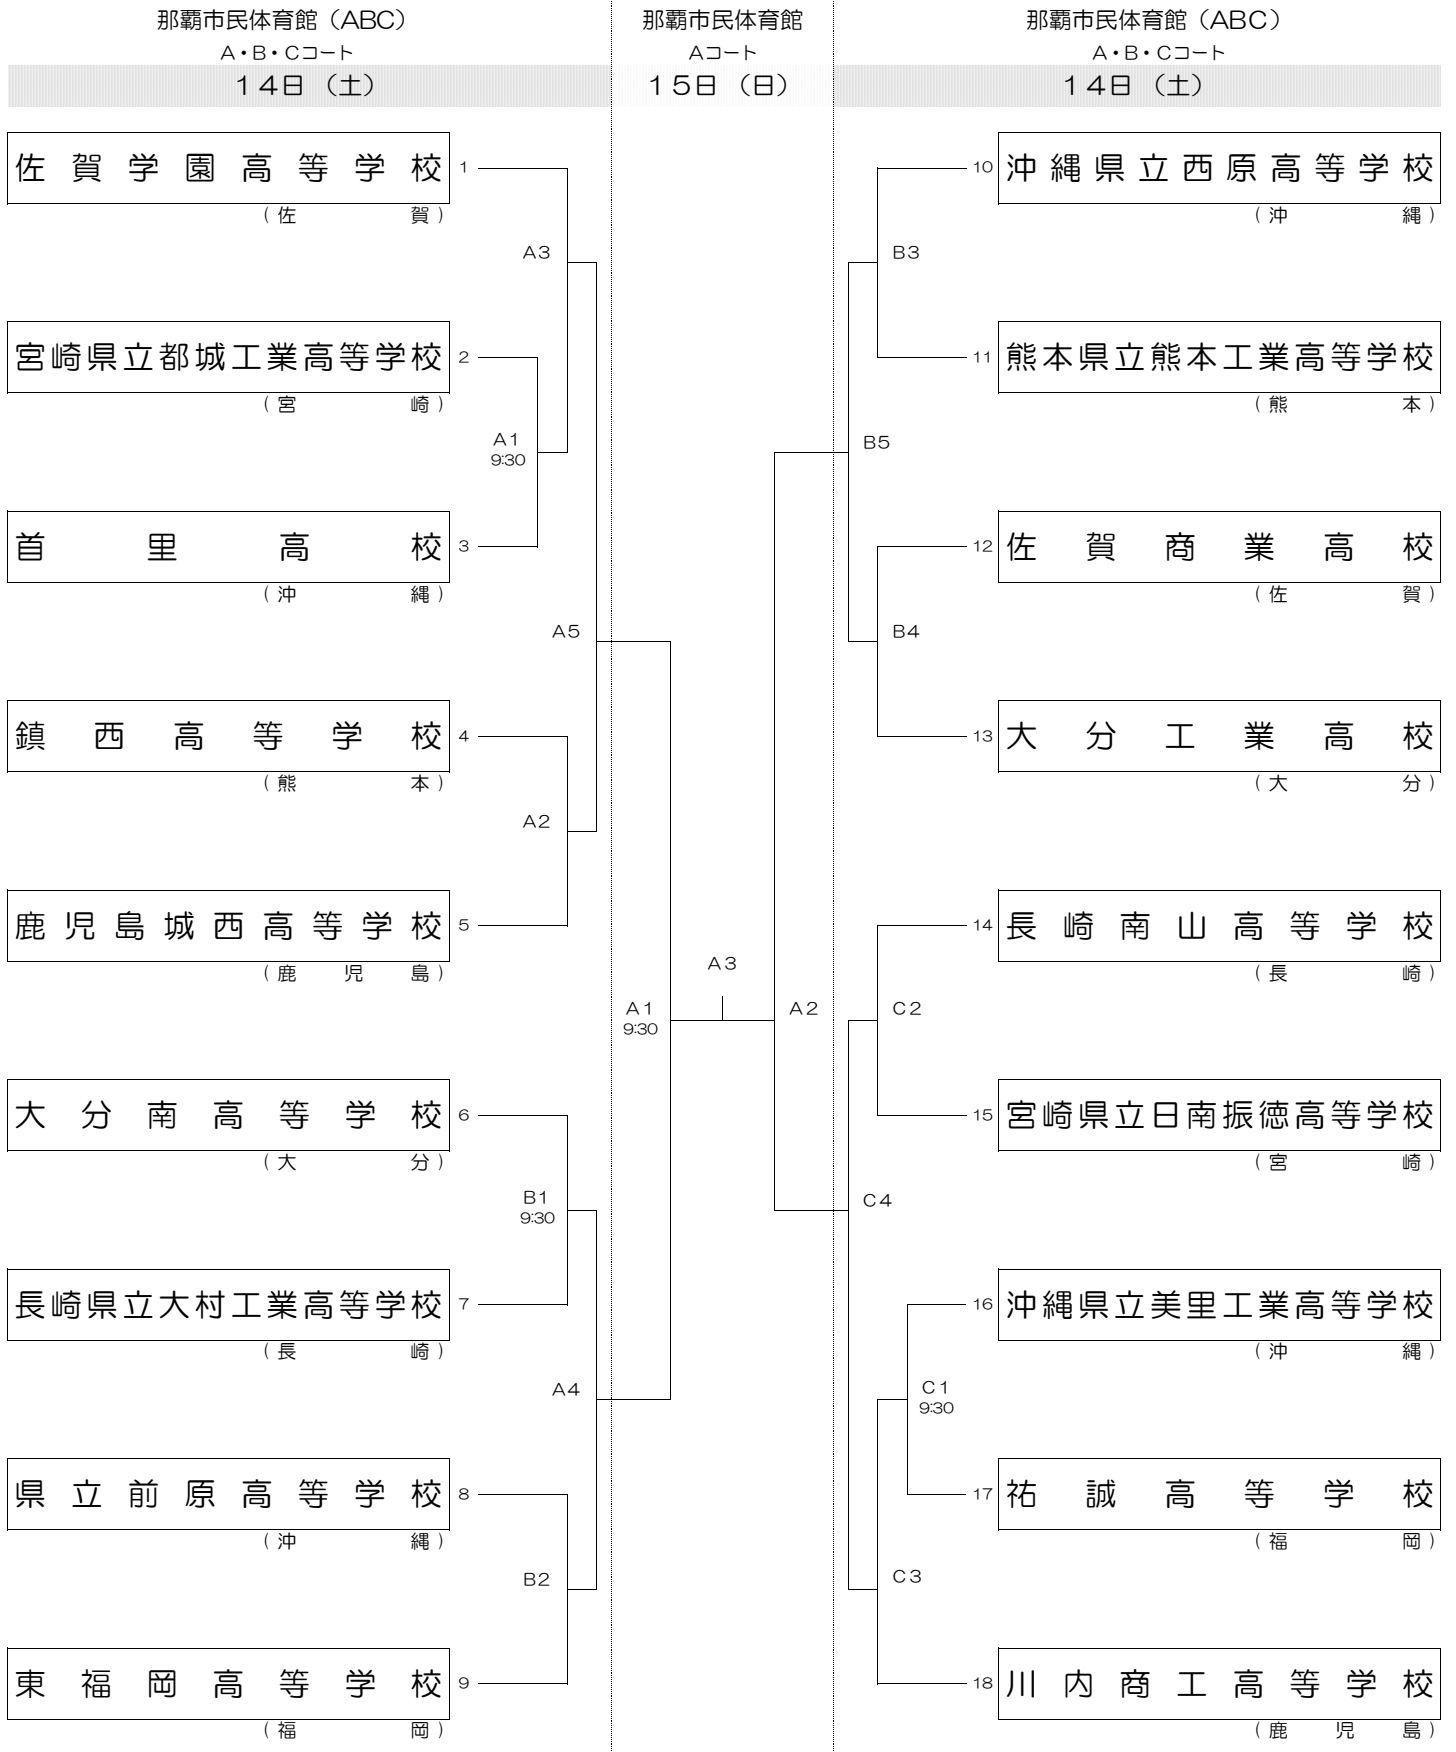 那覇市民体育館（ABC）
A・B・Cコート
１４日（土）
那覇市民体育館
Aコート
１５日（日）
那覇市民体育館（ABC）
A・B・Cコート
１４日（土）
佐賀学園高等学校 1
（佐賀）
A3
宮崎県立都城工業高等学校 2
（宮崎）
A1
9:30
首里高校 3
（沖縄）
A5
鎮西高等学校 4
（熊本）
A2
鹿児島城西高等学校 5
（鹿児島）
大分南高等学校 6
（大分）
B1
9:30
長崎県立大村工業高等学校 7
（長崎）
A4
県立前原高等学校 8
（沖縄）
B2
東福岡高等学校 9
（福岡）
A1
9:30
A3
A2
10 沖縄県立西原高等学校
（沖縄）
B3
11 熊本県立熊本工業高等学校
（熊本）
B5
12 佐賀商業高校
（佐賀）
B4
13 大分工業高校
（大分）
14 長崎南山高等学校
（長崎）
C2
15 宮崎県立日南振徳高等学校
（宮崎）
C4
16 沖縄県立美里工業高等学校
（沖縄）
C1
9:30
17 祐誠高等学校
（福岡）
C3
18 川内商工高等学校
（鹿児島）